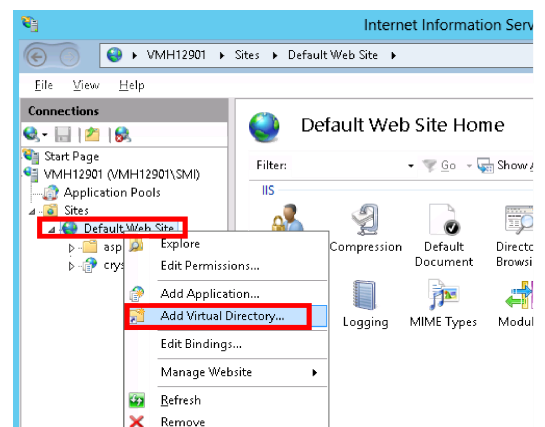 Internet Information Serv
VMH12901 Sites Default Web Site
File View Help
Connections
Start Page
VMH12901 (VMH12901\SMI)
Application Pools
Sites
Default Web Site
asp
crys
Default Web Site Home
Filter: Go Show A
IIS
Compression Default Document Directo Browsi
Logging MIME Types Modul
Explore
Edit Permissions...
Add Application...
Add Virtual Directory...
Edit Bindings...
Manage Website
Refresh
Remove